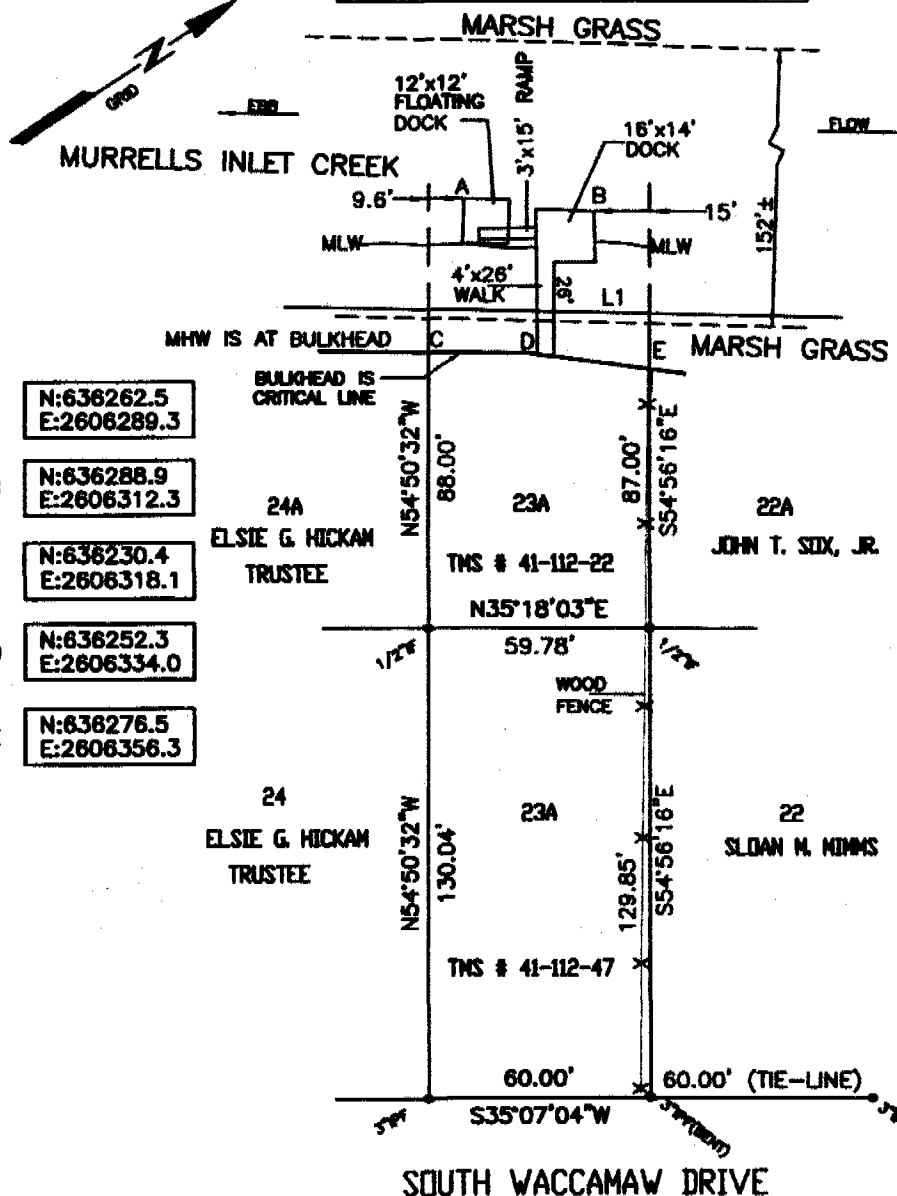 MARSH GRASS
N
GRID
12'x12'
FLOATING
DOCK
3'x15' RAMP
EBB
16'x14'
DOCK
FLOW
MURRELLS INLET CREEK
9.6'
A
B
15'
152'±
MLW
MLW
4'x26'
WALK
26'
L1
MHW IS AT BULKHEAD
C
D
E
MARSH GRASS
BULKHEAD IS
CRITICAL LINE
N:636262.5
E:2606289.3
N:636288.9
E:2606312.3
N:636230.4
E:2606318.1
N:636252.3
E:2606334.0
N:636276.5
E:2606356.3
N54°50'32"W
88.00'
87.00'
S54°56'16"E
24A
ELSIE G. HICKAM
TRUSTEE
23A
TMS # 41-112-22
22A
JOHN T. SOX, JR.
N35°18'03"E
59.78'
WOOD
FENCE
24
ELSIE G. HICKAM
TRUSTEE
N54°50'32"W
130.04'
23A
129.85'
S54°56'16"E
22
SLOAN M. MIMMS
TMS # 41-112-47
60.00'
60.00' (TIE-LINE)
S35°07'04"W
3"IPF
3"IPF(BENT)
SOUTH WACCAMAW DRIVE